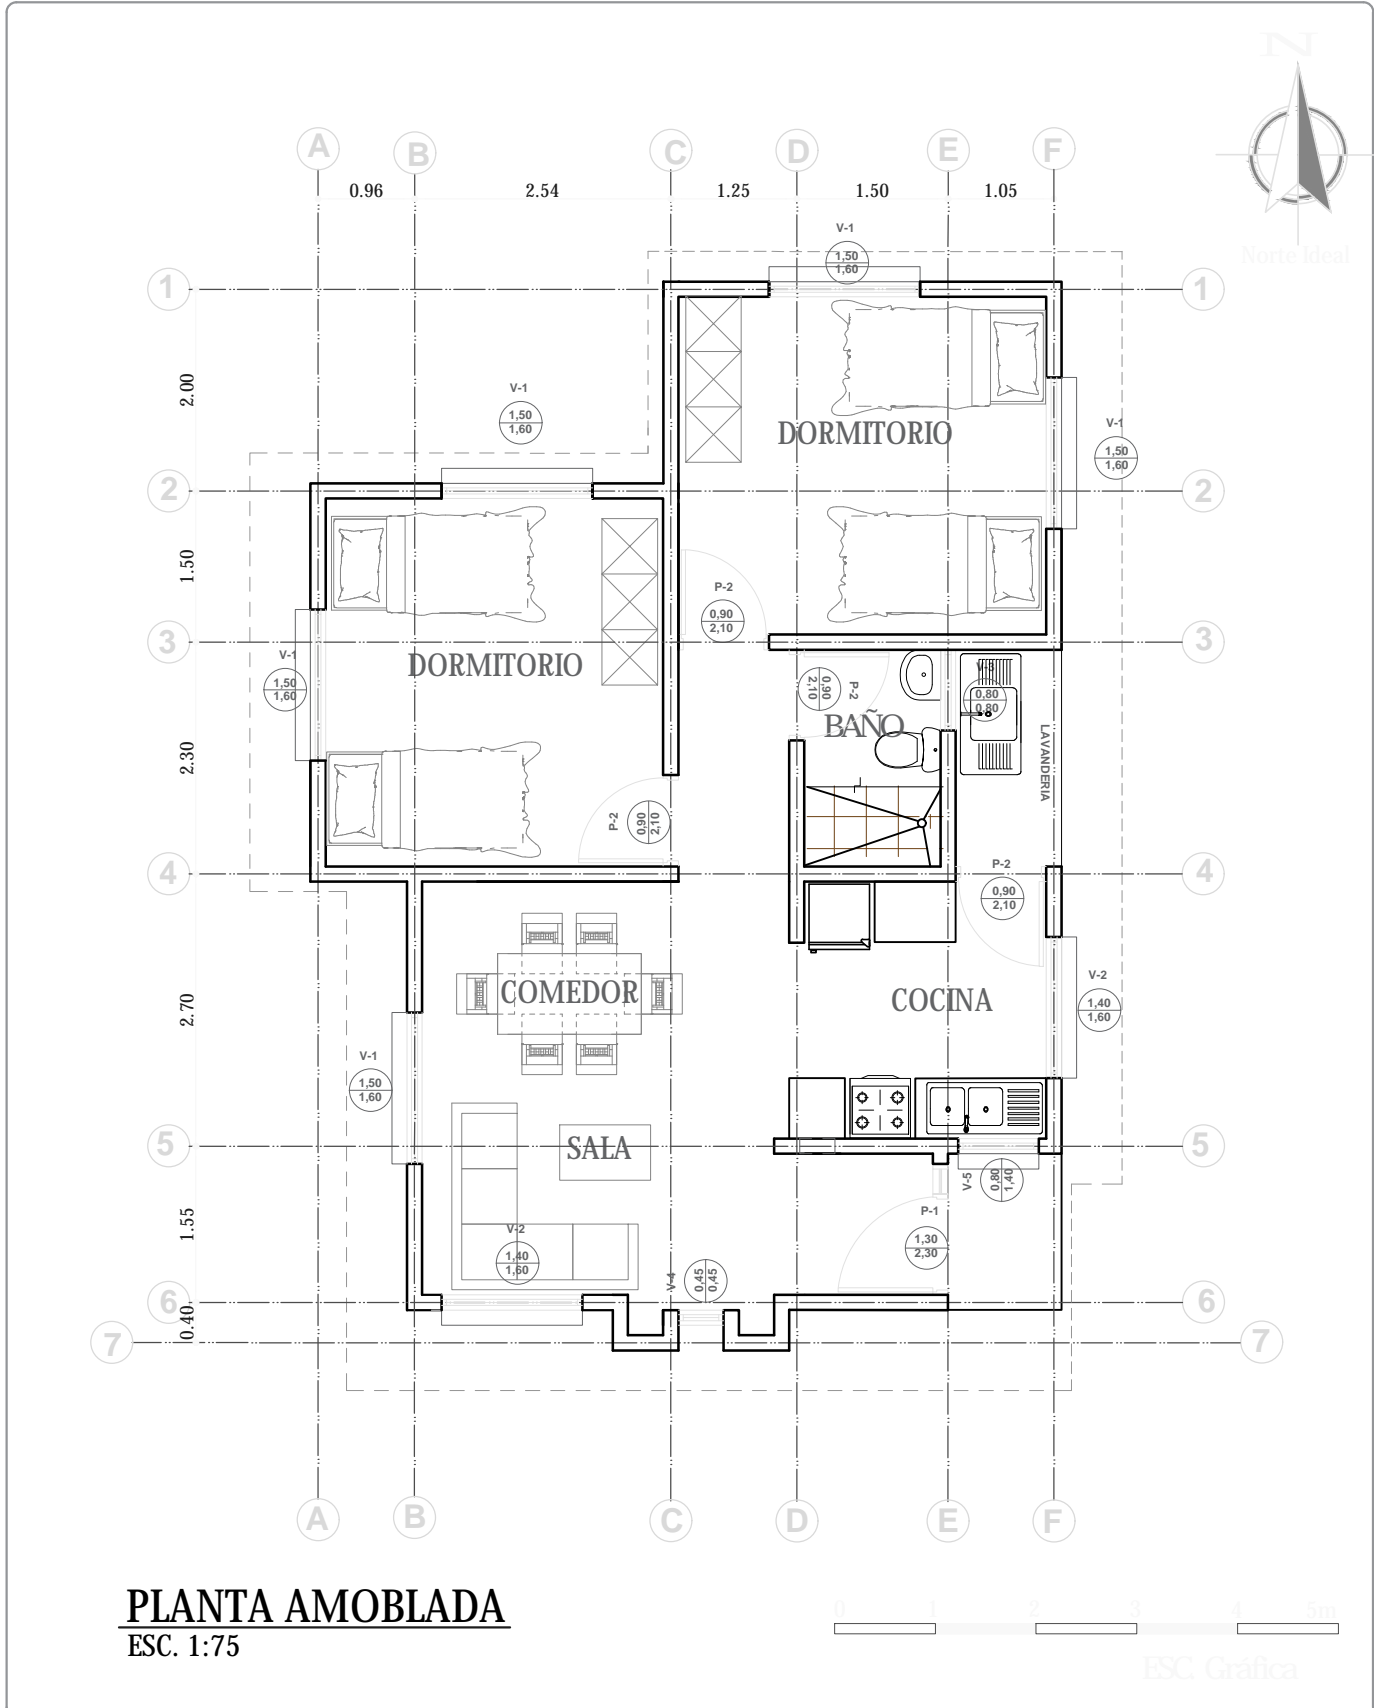 N
Norte Ideal
A B C D E F
0.96 2.54 1.25 1.50 1.05
V-1
1,50
1,60
1 1
2.00
V-1
1,50
1,60
DORMITORIO
V-1
1,50
1,60
2 2
1.50
P-2
0,90
2,10
3 3
V-1
1,50
1,60
DORMITORIO
P-2
0,90
2,10
V-3
0,80
0,80
BAÑO
LAVANDERIA
2.30
P-2
0,90
2,10
4 4
P-2
0,90
2,10
COMEDOR
COCINA
V-2
1,40
1,60
2.70
V-1
1,50
1,60
5 5
SALA
V-5
0,80
1,40
1.55
P-1
1,30
2,30
V-2
1,40
1,60
V-4
0,45
0,45
6 6
0.40
7 7
A B C D E F
PLANTA AMOBLADA
ESC. 1:75
0 1 2 3 4 5m
ESC. Gráfica